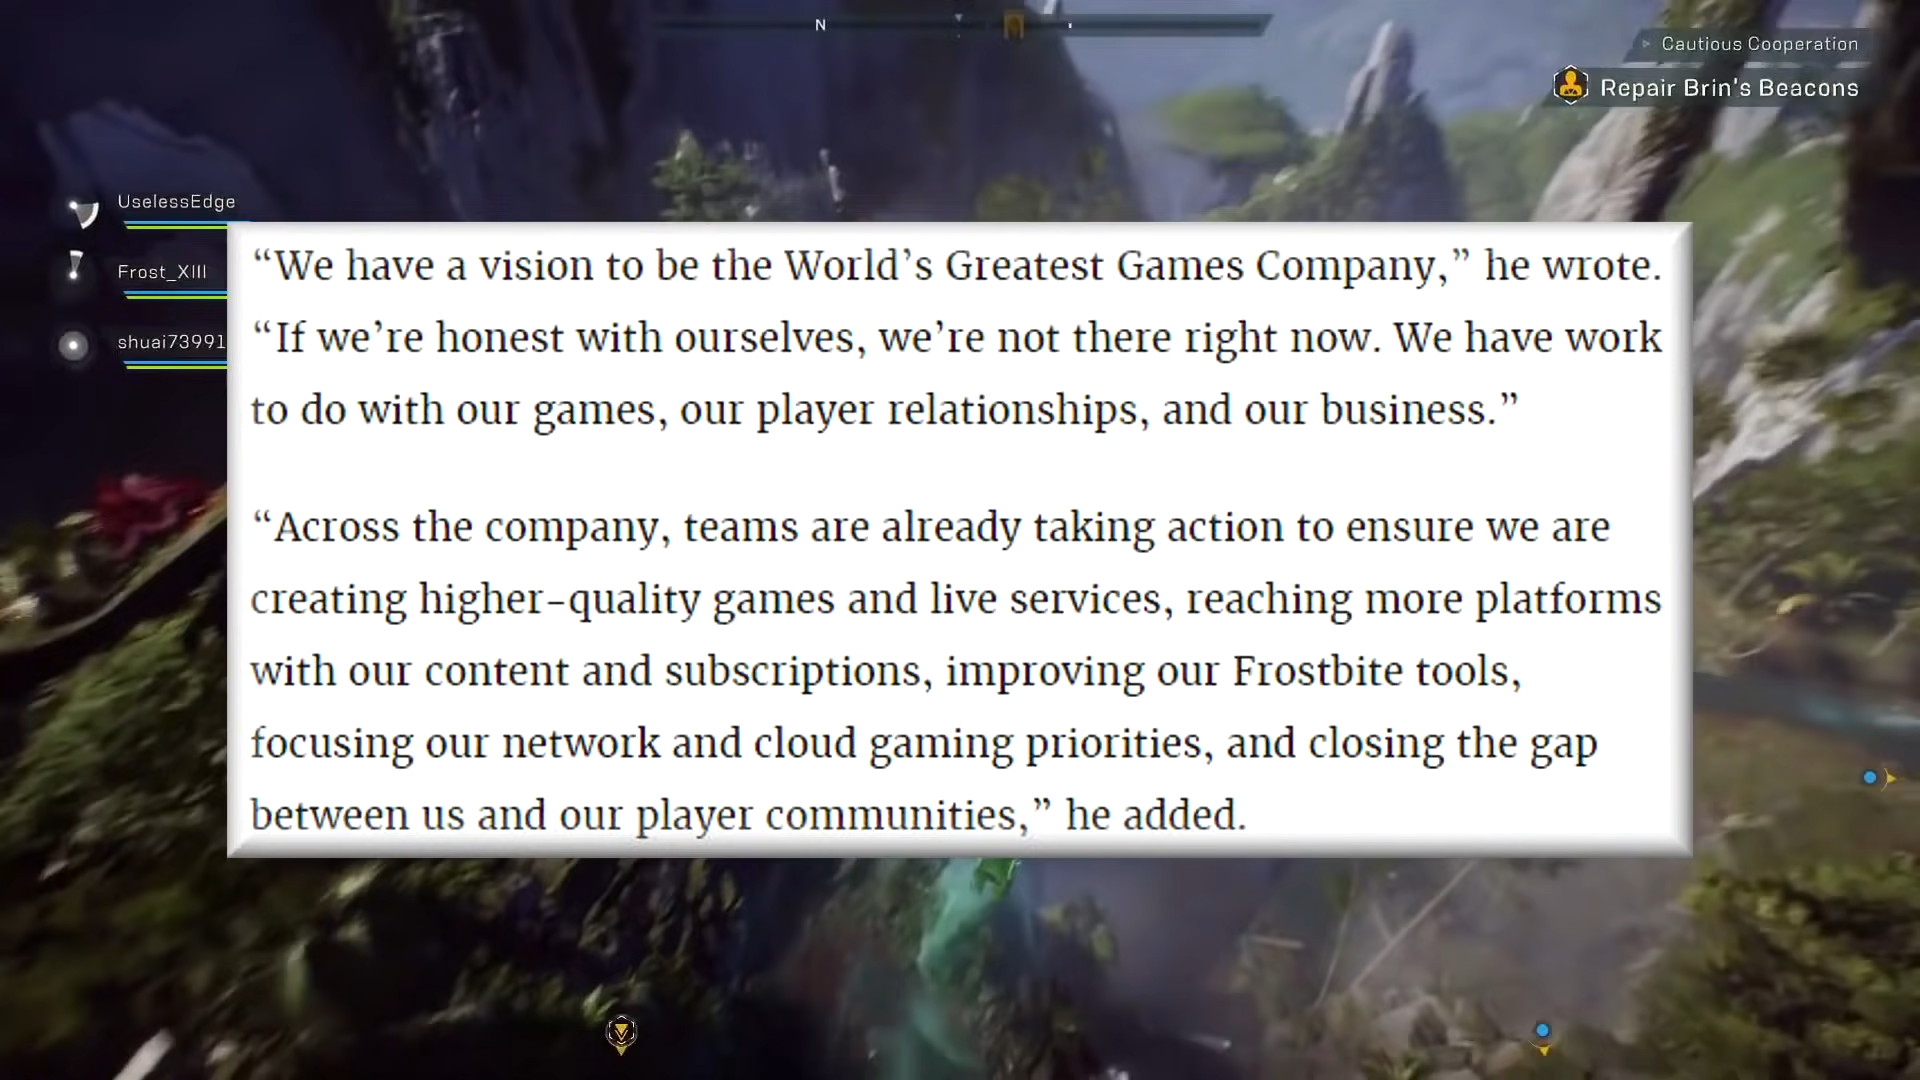 N
Cautious Cooperation
Repair Brin's Beacons
UselessEdge
Frost_XIII
shuai73991
“We have a vision to be the World’s Greatest Games Company,” he wrote.
“If we’re honest with ourselves, we’re not there right now. We have work
to do with our games, our player relationships, and our business.”
“Across the company, teams are already taking action to ensure we are
creating higher-quality games and live services, reaching more platforms
with our content and subscriptions, improving our Frostbite tools,
focusing our network and cloud gaming priorities, and closing the gap
between us and our player communities,” he added.